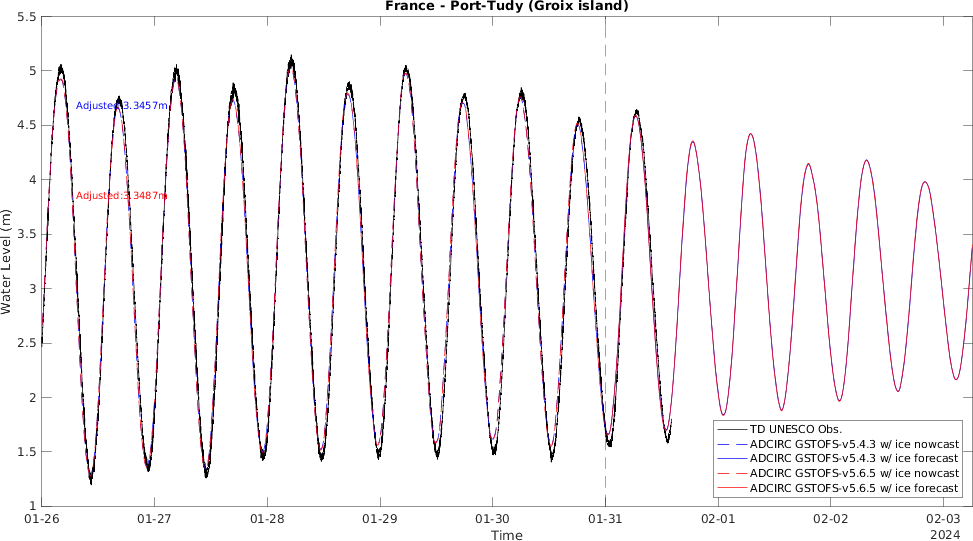 France - Port-Tudy (Groix island)
5.5
5
4.5
4
3.5
3
2.5
2
1.5
1
Water Level (m)
Adjusted:3.3457m
Adjusted:3.3487m
TD UNESCO Obs.
ADCIRC GSTOFS-v5.4.3 w/ ice nowcast
ADCIRC GSTOFS-v5.4.3 w/ ice forecast
ADCIRC GSTOFS-v5.6.5 w/ ice nowcast
ADCIRC GSTOFS-v5.6.5 w/ ice forecast
01-26 01-27 01-28 01-29 01-30 01-31 02-01 02-02 02-03
2024
Time